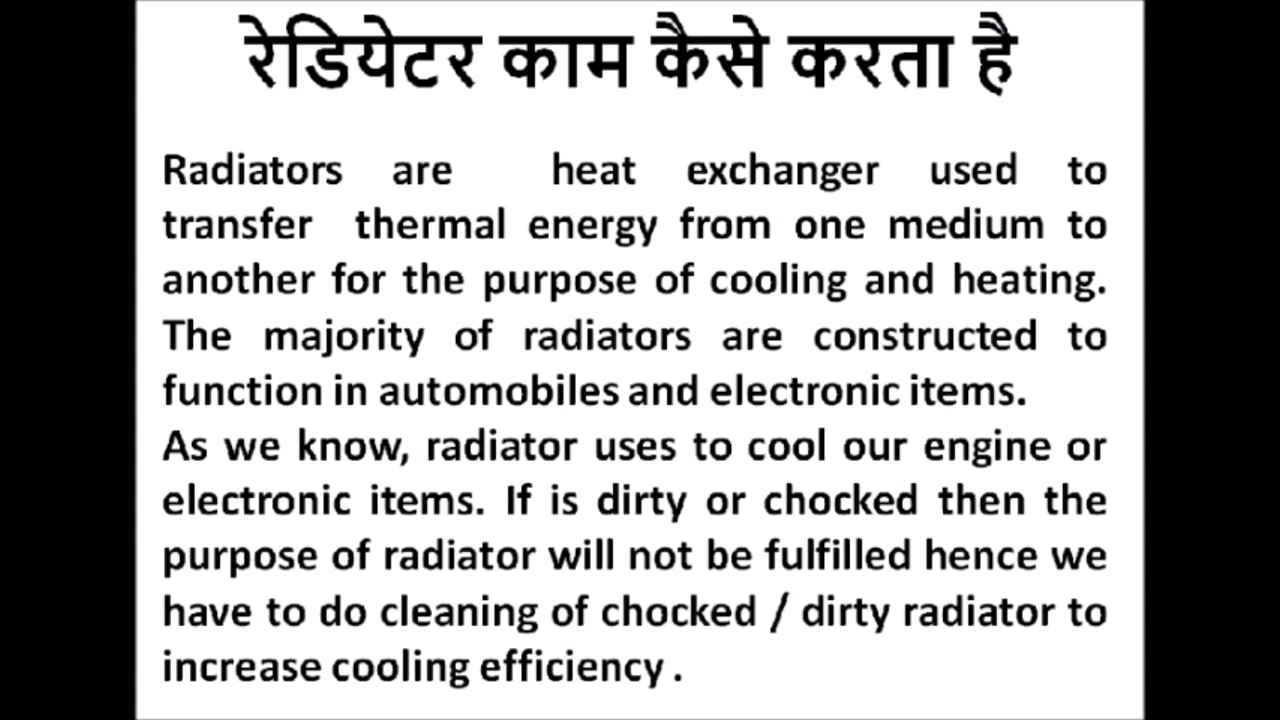 रेडियेटर काम कैसे करता है
Radiators are heat exchanger used to
transfer thermal energy from one medium to
another for the purpose of cooling and heating.
The majority of radiators are constructed to
function in automobiles and electronic items.
As we know, radiator uses to cool our engine or
electronic items. If is dirty or chocked then the
purpose of radiator will not be fulfilled hence we
have to do cleaning of chocked / dirty radiator to
increase cooling efficiency .